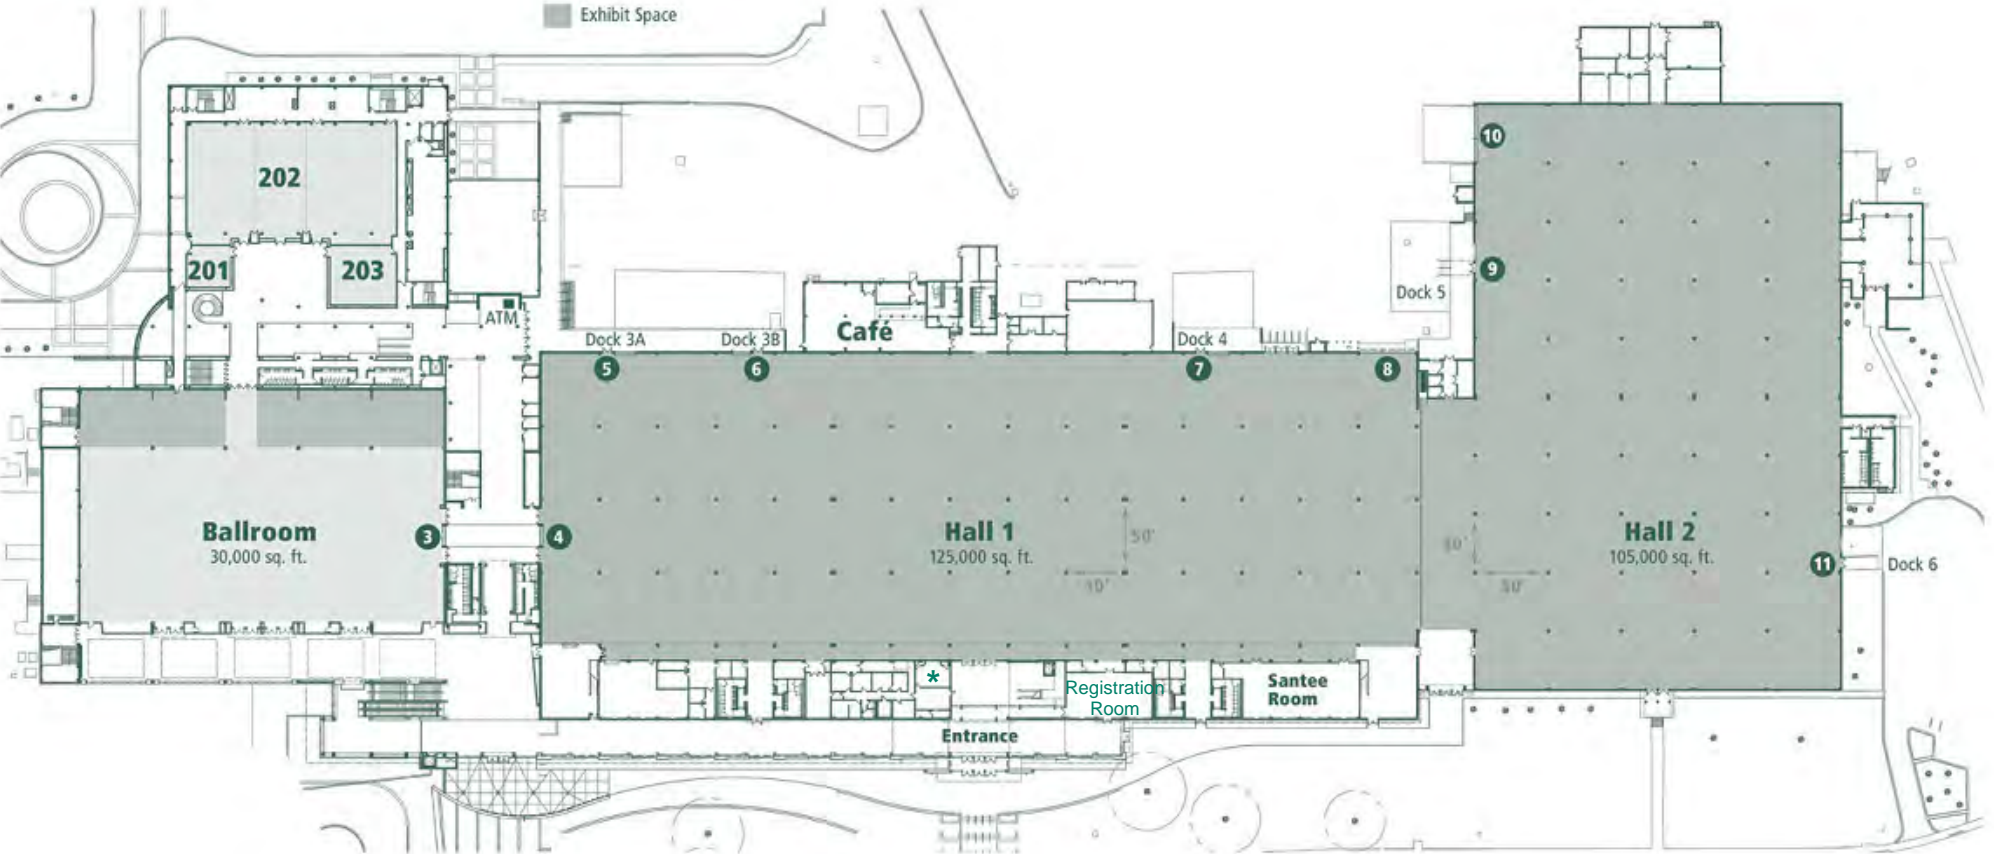 Exhibit Space
10
202
201
203
9
Dock 5
ATM
Café
Dock 3A
Dock 3B
Dock 4
5
6
7
8
Ballroom
30,000 sq. ft.
3
4
Hall 1
125,000 sq. ft.
50'
Hall 2
105,000 sq. ft.
11
Dock 6
*
Registration
Room
Santee
Room
Entrance